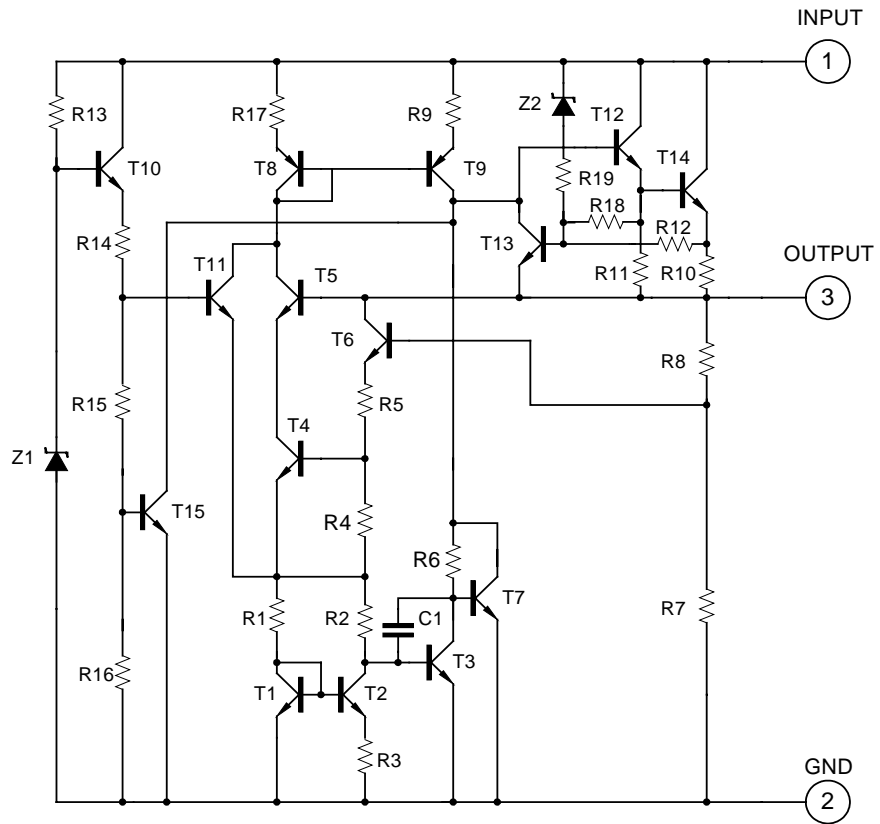 INPUT
1
R13
R17
R9
Z2
T12
T10
T8
T9
T14
R19
R18
R14
T13
R12
T11
T5
R11
R10
OUTPUT
3
T6
R8
R15
R5
T4
Z1
T15
R4
R6
T7
R1
R2
C1
R7
R16
T3
T1
T2
R3
GND
2